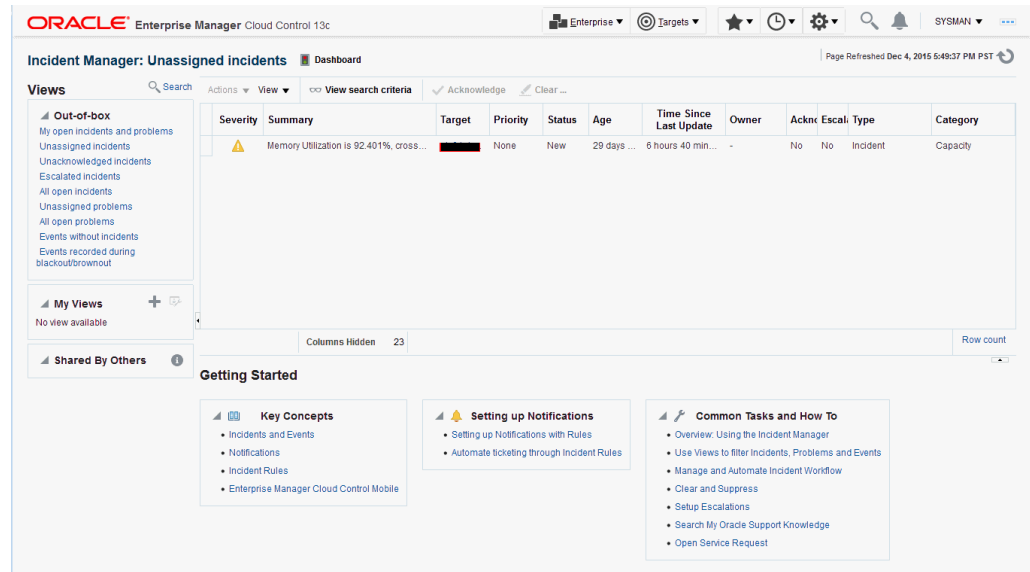 ORACLE Enterprise Manager Cloud Control 13c
Enterprise
Targets
SYSMAN
Incident Manager: Unassigned incidents
Dashboard
Page Refreshed Dec 4, 2015 5:49:37 PM PST
Views
Search
Out-of-box
My open incidents and problems
Unassigned incidents
Unacknowledged incidents
Escalated incidents
All open incidents
Unassigned problems
All open problems
Events without incidents
Events recorded during
blackout/brownout
My Views
No view available
Shared By Others
Actions View View search criteria Acknowledge Clear ...
Severity Summary Target Priority Status Age Time Since Last Update Owner Ackn Escal Type Category
Memory Utilization is 92.401%, cross... None New 29 days ... 6 hours 40 min... - No No Incident Capacity
Columns Hidden 23
Row count
Getting Started
Key Concepts
Incidents and Events
Notifications
Incident Rules
Enterprise Manager Cloud Control Mobile
Setting up Notifications
Setting up Notifications with Rules
Automate ticketing through Incident Rules
Common Tasks and How To
Overview: Using the Incident Manager
Use Views to filter Incidents, Problems and Events
Manage and Automate Incident Workflow
Clear and Suppress
Setup Escalations
Search My Oracle Support Knowledge
Open Service Request